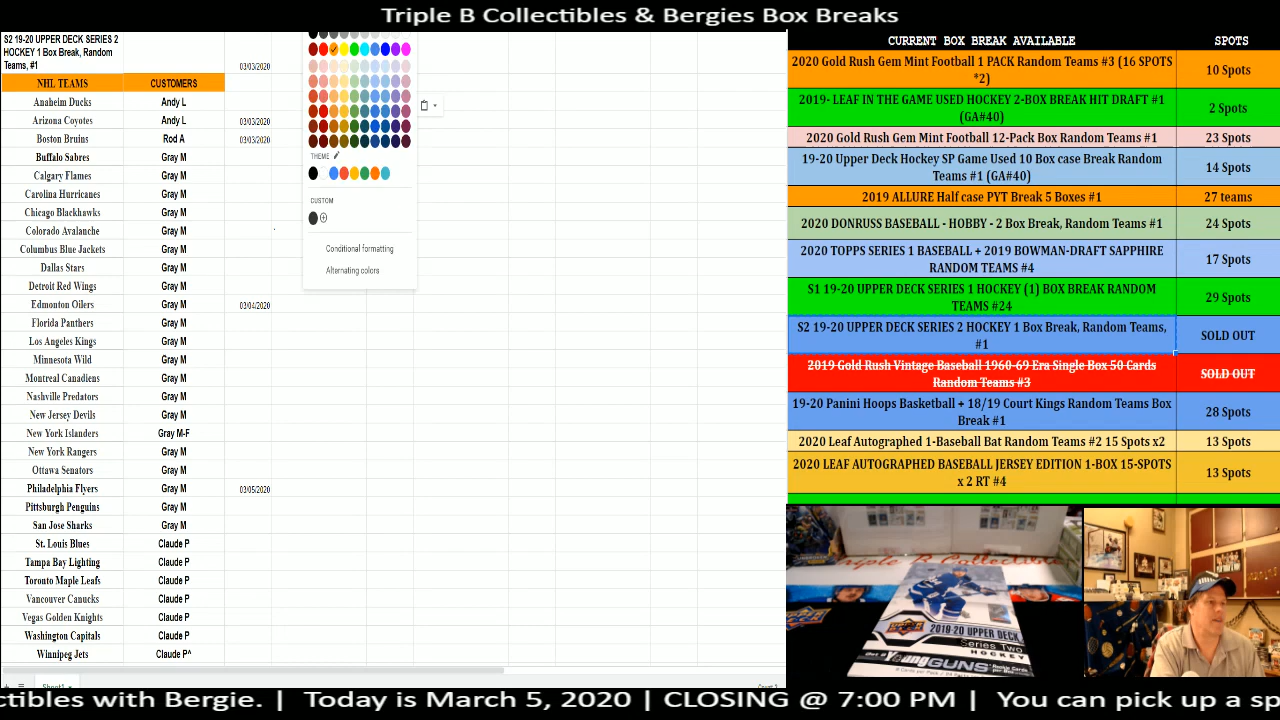 Triple B Collectibles & Bergies Box Breaks
S2 19-20 UPPER DECK SERIES 2
HOCKEY 1 Box Break, Random
Teams, #1
03/03/2020
NHL TEAMS CUSTOMERS
Anaheim Ducks Andy L
Arizona Coyotes Andy L 03/03/2020
Boston Bruins Rod A 03/03/2020
Buffalo Sabres Gray M
Calgary Flames Gray M
Carolina Hurricanes Gray M
Chicago Blackhawks Gray M
Colorado Avalanche Gray M
Columbus Blue Jackets Gray M
Dallas Stars Gray M
Detroit Red Wings Gray M
Edmonton Oilers Gray M 03/04/2020
Florida Panthers Gray M
Los Angeles Kings Gray M
Minnesota Wild Gray M
Montreal Canadiens Gray M
Nashville Predators Gray M
New Jersey Devils Gray M
New York Islanders Gray M-F
New York Rangers Gray M
Ottawa Senators Gray M
Philadelphia Flyers Gray M 03/05/2020
Pittsburgh Penguins Gray M
San Jose Sharks Gray M
St. Louis Blues Claude P
Tampa Bay Lighting Claude P
Toronto Maple Leafs Claude P
Vancouver Canucks Claude P
Vegas Golden Knights Claude P
Washington Capitals Claude P
Winnipeg Jets Claude P^
Sheet1
THEME
CUSTOM
Conditional formatting
Alternating colors
CURRENT BOX BREAK AVAILABLE SPOTS
2020 Gold Rush Gem Mint Football 1 PACK Random Teams #3 (16 SPOTS
*2) 10 Spots
2019- LEAF IN THE GAME USED HOCKEY 2-BOX BREAK HIT DRAFT #1
(GA#40) 2 Spots
2020 Gold Rush Gem Mint Football 12-Pack Box Random Teams #1 23 Spots
19-20 Upper Deck Hockey SP Game Used 10 Box case Break Random
Teams #1 (GA#40) 14 Spots
2019 ALLURE Half case PYT Break 5 Boxes #1 27 teams
2020 DONRUSS BASEBALL - HOBBY - 2 Box Break, Random Teams #1 24 Spots
2020 TOPPS SERIES 1 BASEBALL + 2019 BOWMAN-DRAFT SAPPHIRE
RANDOM TEAMS #4 17 Spots
S1 19-20 UPPER DECK SERIES 1 HOCKEY (1) BOX BREAK RANDOM
TEAMS #24 29 Spots
S2 19-20 UPPER DECK SERIES 2 HOCKEY 1 Box Break, Random Teams,
#1 SOLD OUT
2019 Gold Rush Vintage Baseball 1960-69 Era Single Box 50 Cards
Random Teams #3 SOLD OUT
19-20 Panini Hoops Basketball + 18/19 Court Kings Random Teams Box
Break #1 28 Spots
2020 Leaf Autographed 1-Baseball Bat Random Teams #2 15 Spots x2 13 Spots
2020 LEAF AUTOGRAPHED BASEBALL JERSEY EDITION 1-BOX 15-SPOTS
x 2 RT #4 13 Spots
UPPER DECK
2019-20 UPPER DECK
Series Two
HOCKEY
Young GUNS
ctibles with Bergie. | Today is March 5, 2020 | CLOSING @ 7:00 PM | You can pick up a sp